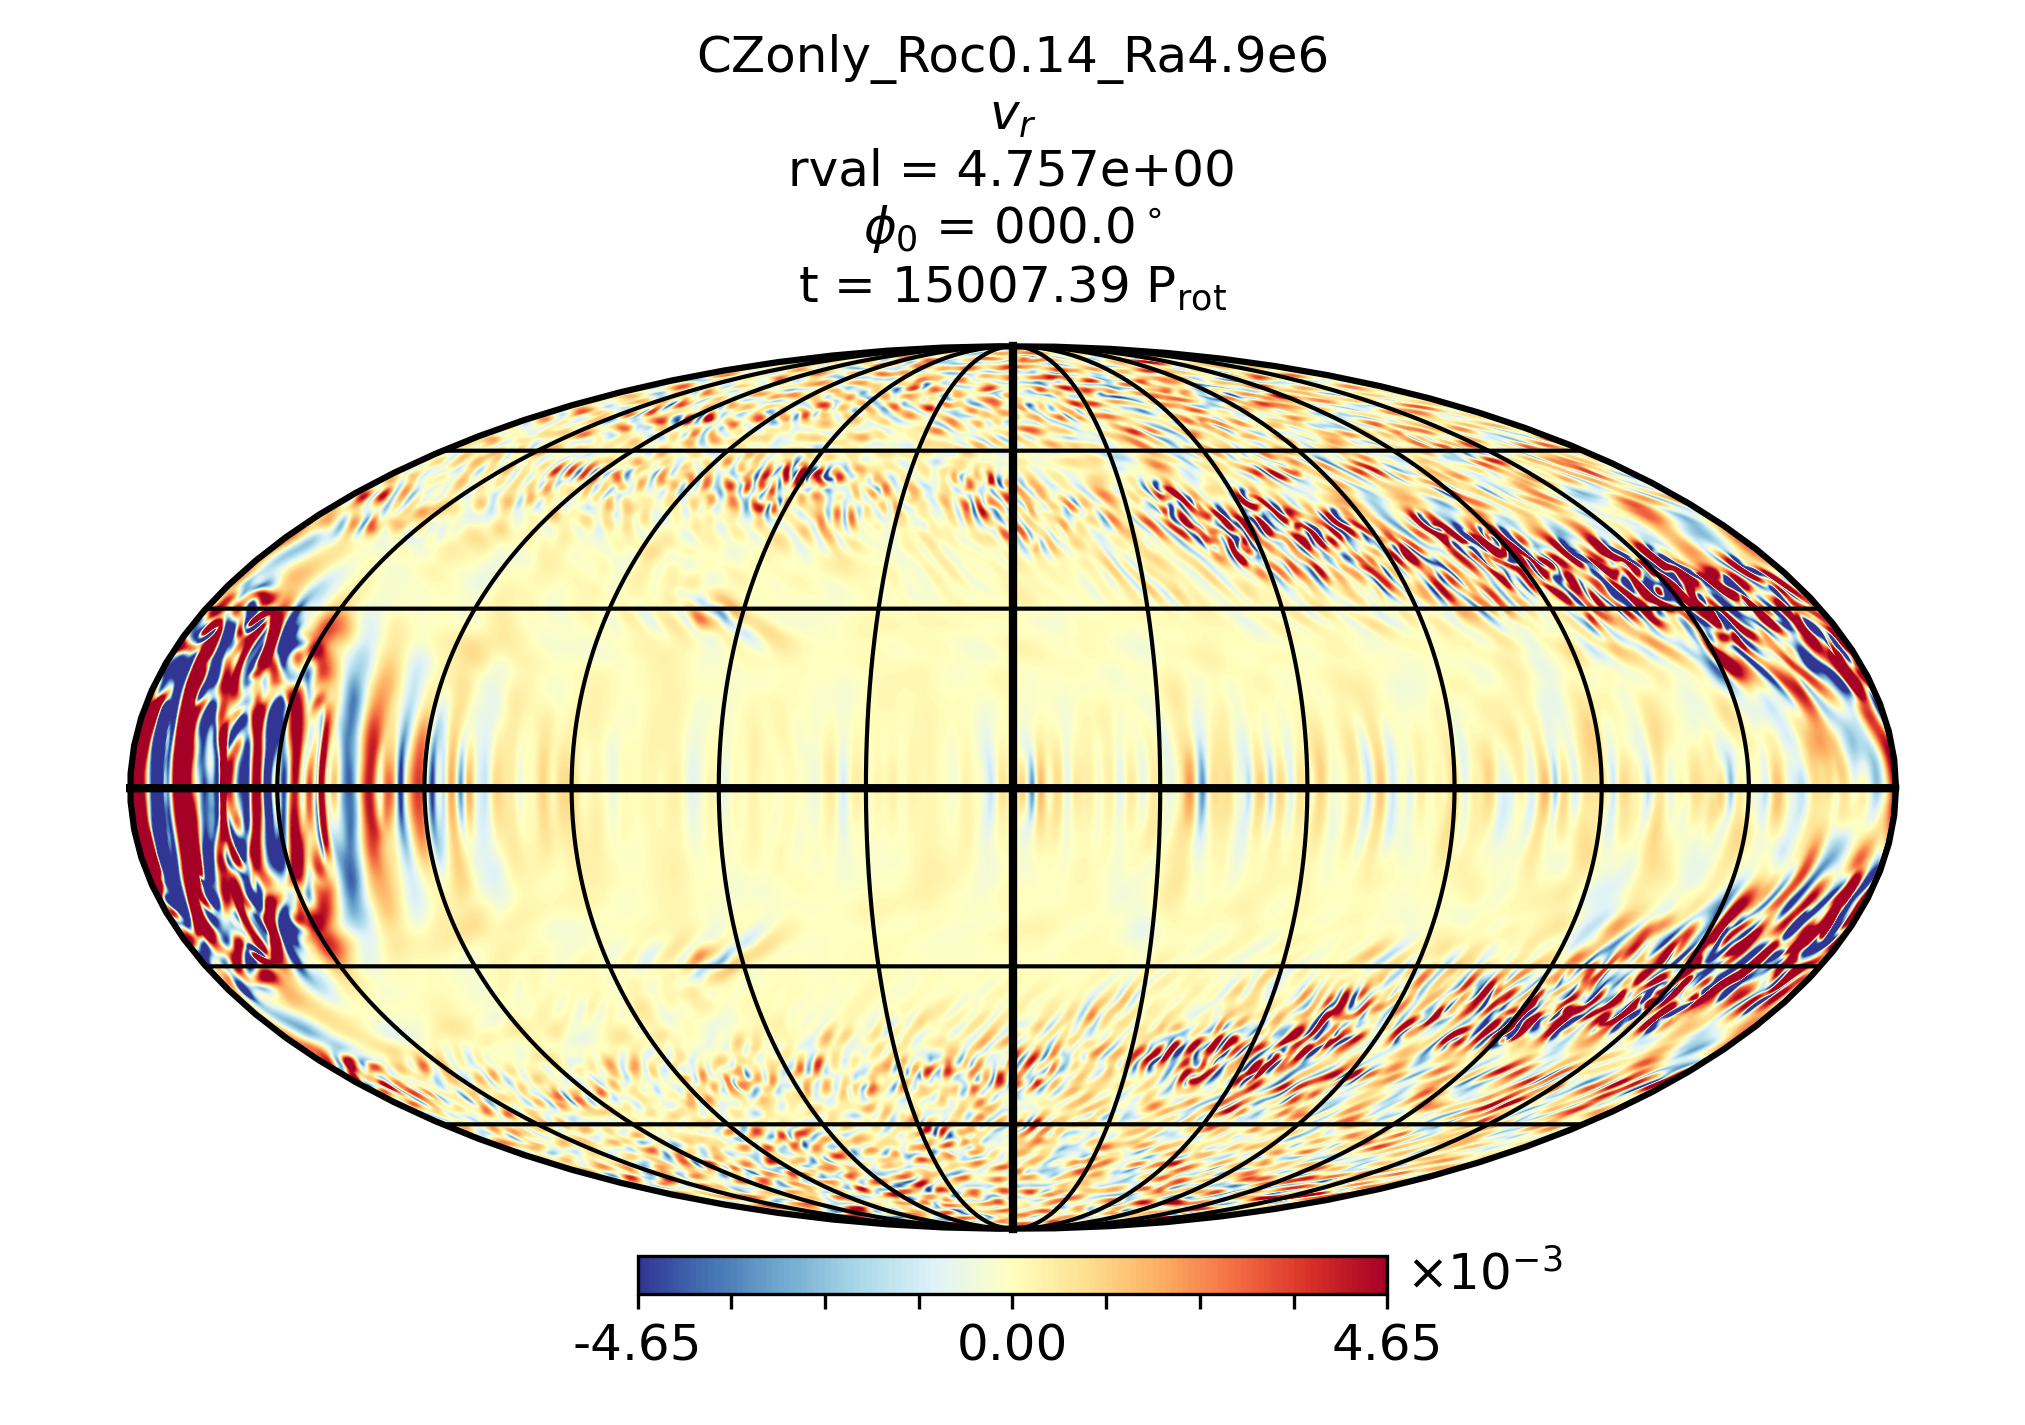 CZonly_Roc0.14_Ra4.9e6
v_r
rval = 4.757e+00
ϕ_0 = 000.0°
t = 15007.39 P_rot
×10^−3
-4.65 0.00 4.65